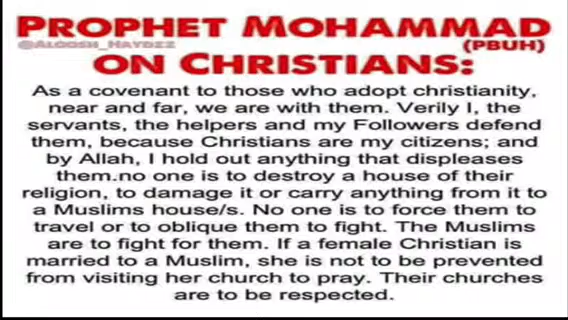 PROPHET MOHAMMAD
@ALOOSH_HAYDEZ
(PBUH)
ON CHRISTIANS:
As a covenant to those who adopt christianity,
near and far, we are with them. Verily I, the
servants, the helpers and my Followers defend
them, because Christians are my citizens; and
by Allah, I hold out anything that displeases
them.no one is to destroy a house of their
religion, to damage it or carry anything from it to
a Muslims house/s. No one is to force them to
travel or to oblique them to fight. The Muslims
are to fight for them. If a female Christian is
married to a Muslim, she is not to be prevented
from visiting her church to pray. Their churches
are to be respected.